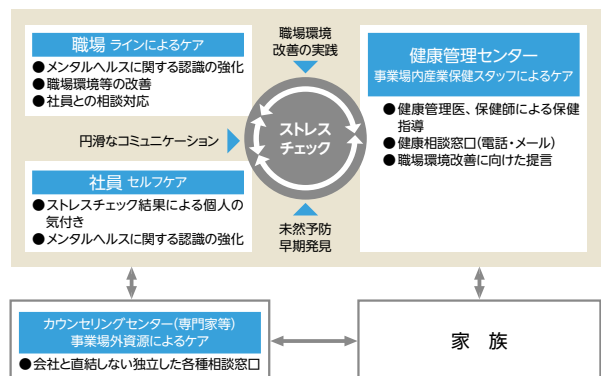 職場 ラインによるケア
●メンタルヘルスに関する認識の強化
●職場環境等の改善
●社員との相談対応
円滑なコミュニケーション
社員 セルフケア
●ストレスチェック結果による個人の
気付き
●メンタルヘルスに関する認識の強化
職場環境
改善の実践
ストレス
チェック
未然予防
早期発見
健康管理センター
事業場内産業保健スタッフによるケア
●健康管理医、保健師による保健
指導
●健康相談窓口(電話・メール)
●職場環境改善に向けた提言
カウンセリングセンター(専門家等)
事業場外資源によるケア
●会社と直結しない独立した各種相談窓口
家 族